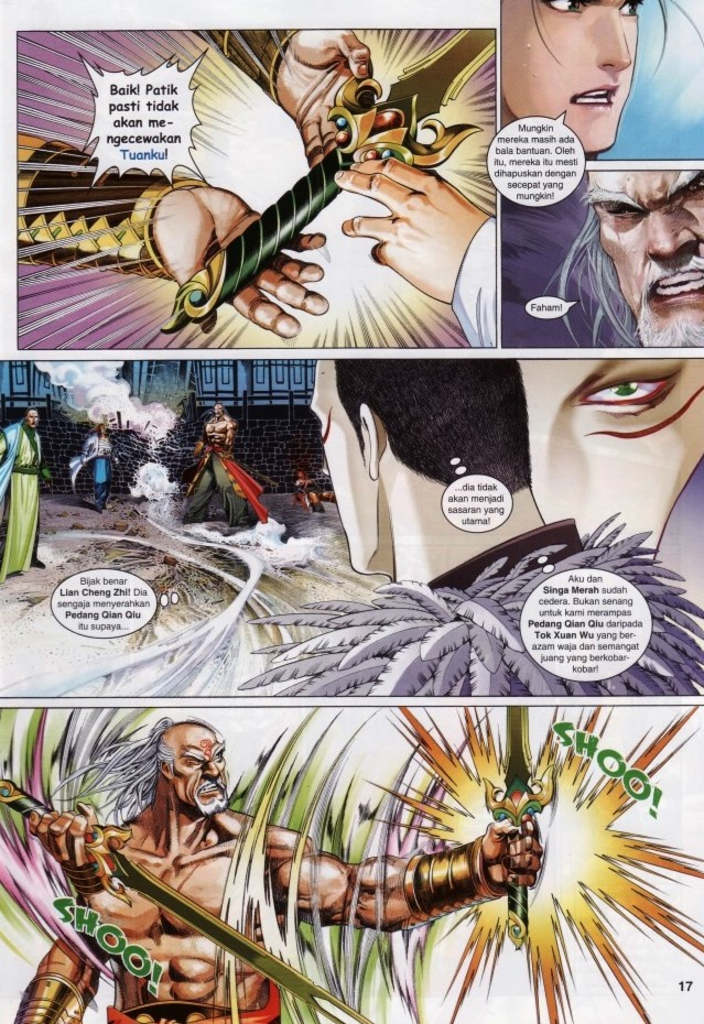 Baik! Patik
pasti tidak
akan me-
ngecewakan
Tuanku!
Mungkin
mereka masih ada
bala bantuan. Oleh
itu, mereka itu mesti
dihapuskan dengan
secepat yang
mungkin!
Faham!
Bijak benar
Lian Cheng Zhi! Dia
sengaja menyerahkan
Pedang Qian Qiu
itu supaya...
...dia tidak
akan menjadi
sasaran yang
utama!
Aku dan
Singa Merah sudah
cedera. Bukan senang
untuk kami merampas
Pedang Qian Qiu daripada
Tok Xuan Wu yang ber-
azam waja dan semangat
juang yang berkobar-
kobar!
SHOO!
SHOO!
17